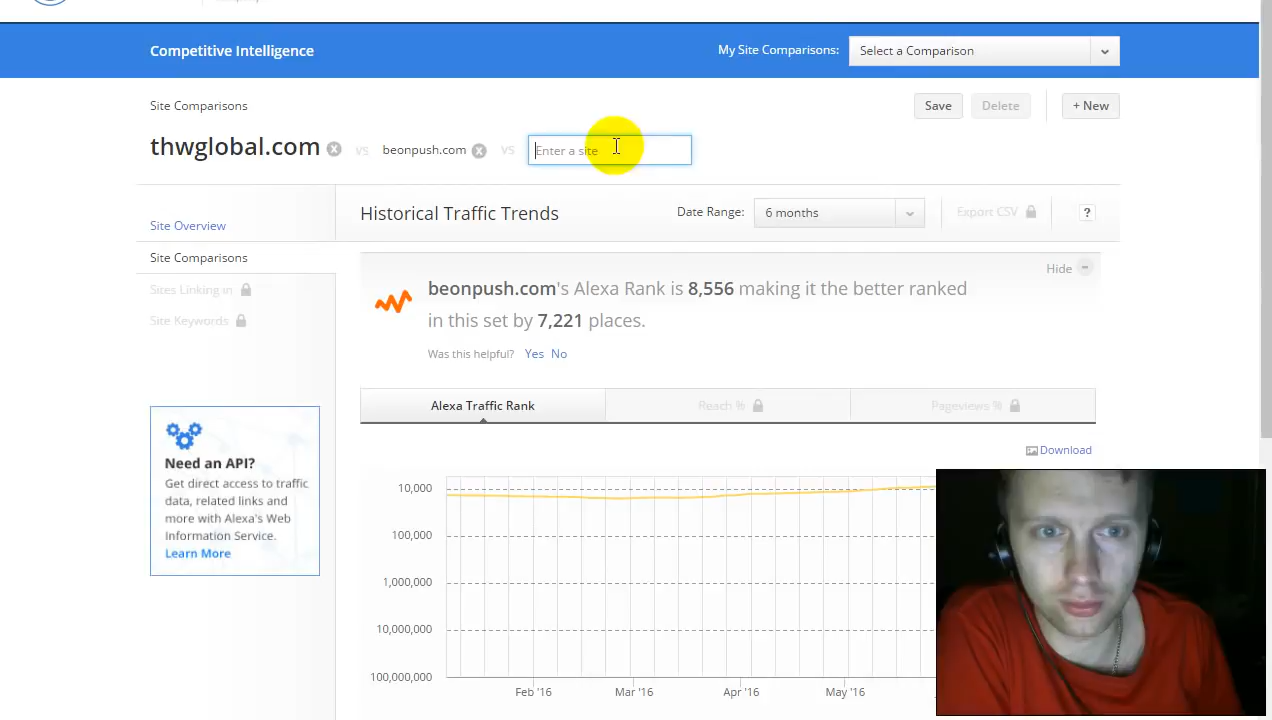 Competitive Intelligence
My Site Comparisons:
Select a Comparison
Site Comparisons
Save
Delete
+ New
thwglobal.com
VS
beonpush.com
VS
Enter a site
Site Overview
Site Comparisons
Sites Linking in
Site Keywords
Historical Traffic Trends
Date Range:
6 months
Export CSV
?
Hide
beonpush.com's Alexa Rank is 8,556 making it the better ranked
in this set by 7,221 places.
Was this helpful? Yes No
Alexa Traffic Rank
Reach %
Pageviews %
Need an API?
Get direct access to traffic
data, related links and
more with Alexa's Web
Information Service.
Learn More
Download
10,000
100,000
1,000,000
10,000,000
100,000,000
Feb '16
Mar '16
Apr '16
May '16